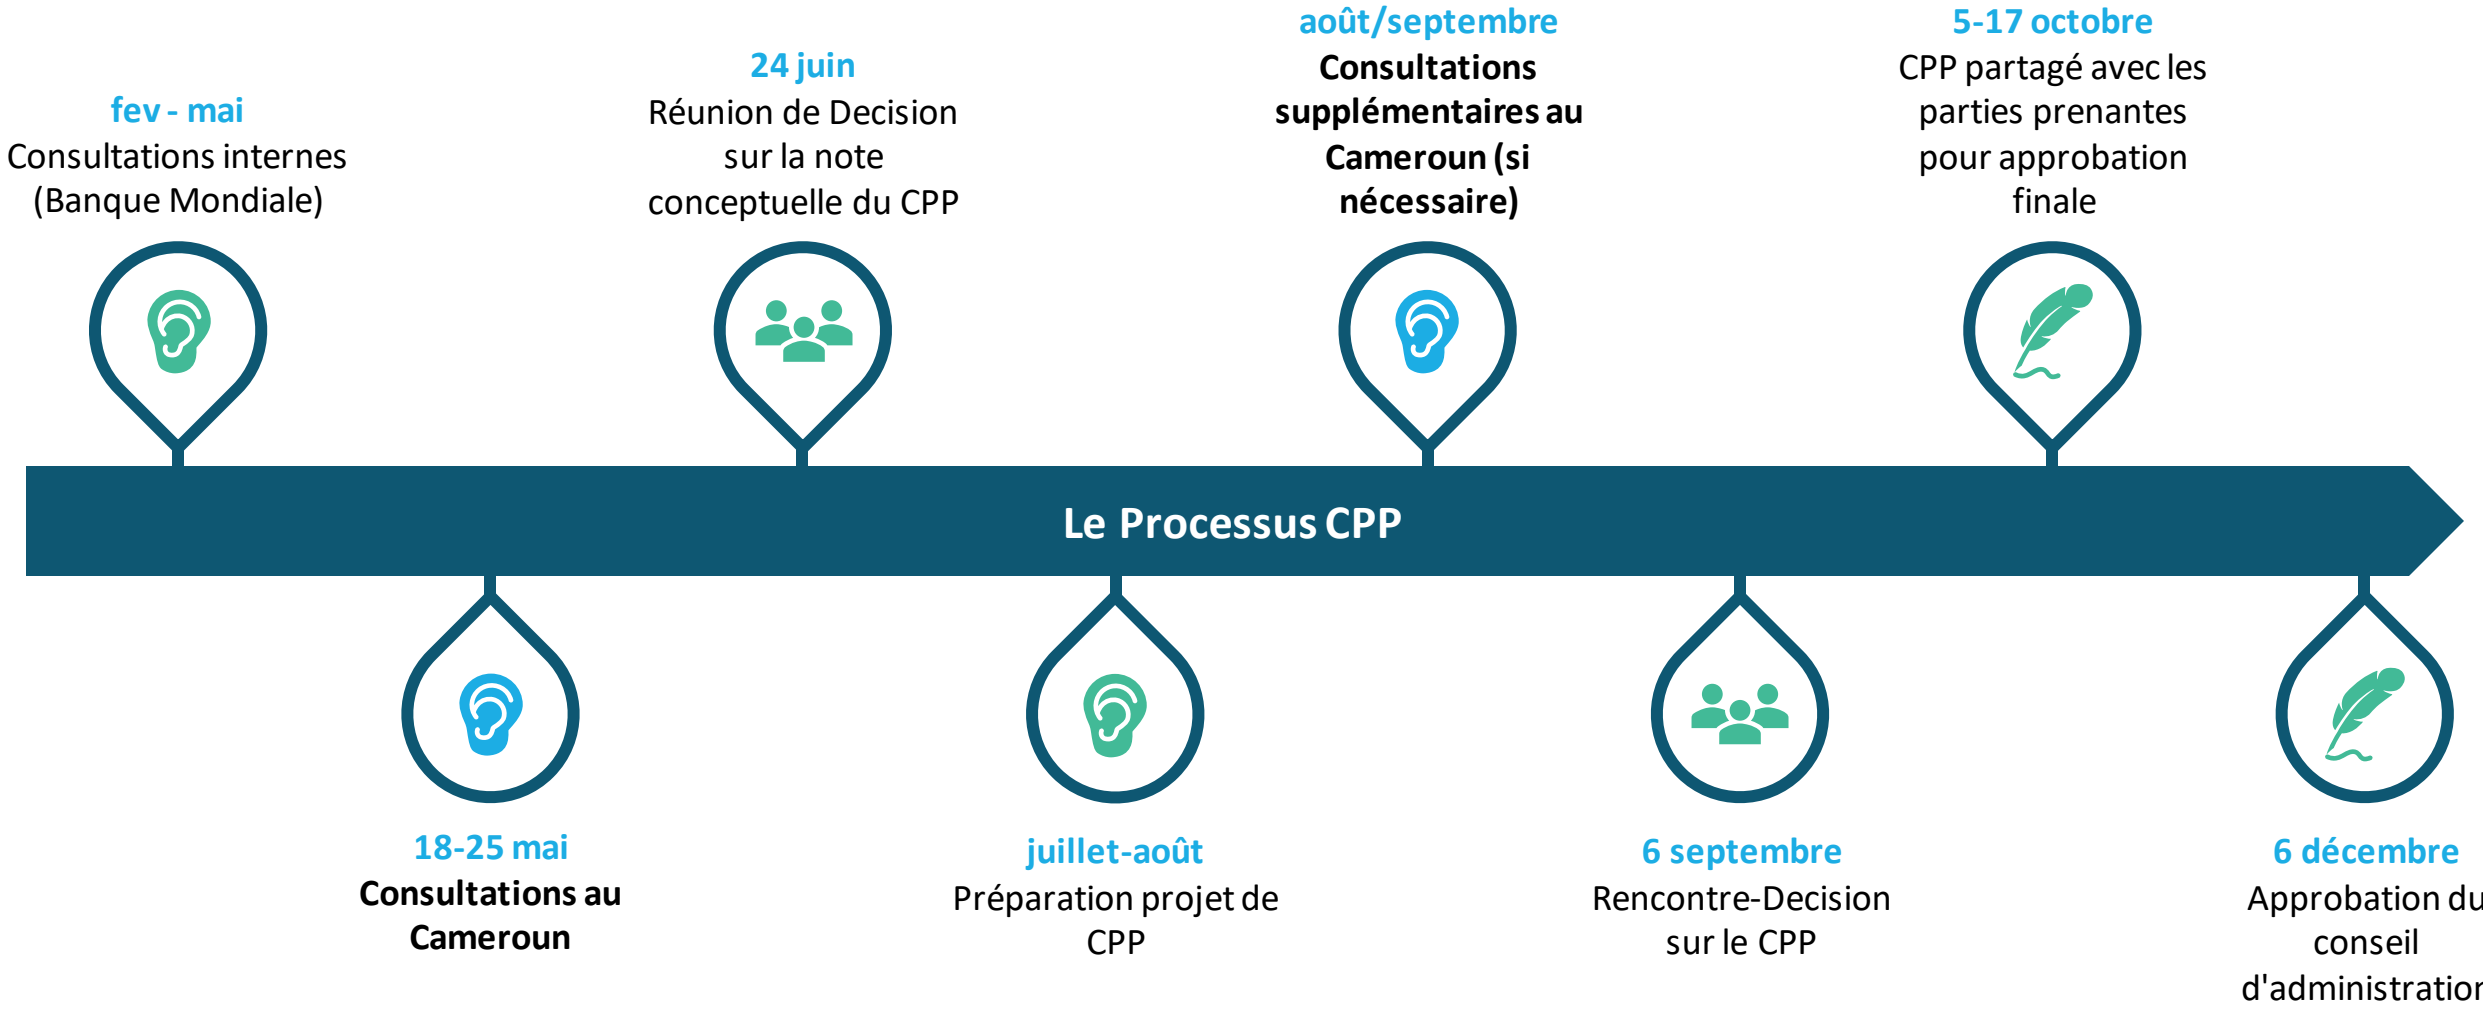 fev - mai
Consultations internes
(Banque Mondiale)
24 juin
Réunion de Decision
sur la note
conceptuelle du CPP
août/septembre
Consultations
supplémentaires au
Cameroun (si
nécessaire)
5-17 octobre
CPP partagé avec les
parties prenantes
pour approbation
finale
Le Processus CPP
18-25 mai
Consultations au
Cameroun
juillet-août
Préparation projet de
CPP
6 septembre
Rencontre-Decision
sur le CPP
6 décembre
Approbation du
conseil
d'administration